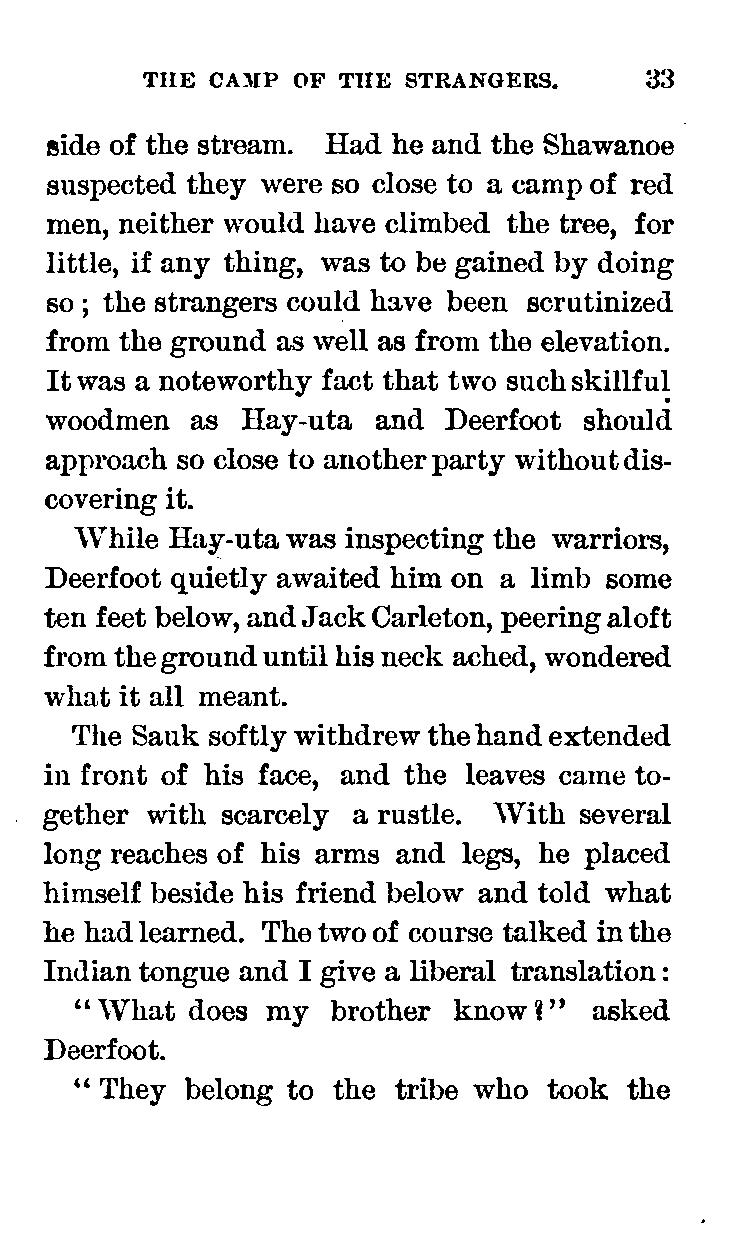 THE CAMP OF THE STRANGERS. 33
side of the stream. Had he and the Shawanoe
suspected they were so close to a camp of red
men, neither would have climbed the tree, for
little, if any thing, was to be gained by doing
so; the strangers could have been scrutinized
from the ground as well as from the elevation.
It was a noteworthy fact that two such skillful
woodmen as Hay-uta and Deerfoot should
approach so close to another party without dis-
covering it.
While Hay-uta was inspecting the warriors,
Deerfoot quietly awaited him on a limb some
ten feet below, and Jack Carleton, peering aloft
from the ground until his neck ached, wondered
what it all meant.
The Sauk softly withdrew the hand extended
in front of his face, and the leaves came to-
gether with scarcely a rustle. With several
long reaches of his arms and legs, he placed
himself beside his friend below and told what
he had learned. The two of course talked in the
Indian tongue and I give a liberal translation:
"What does my brother know?" asked
Deerfoot.
"They belong to the tribe who took the